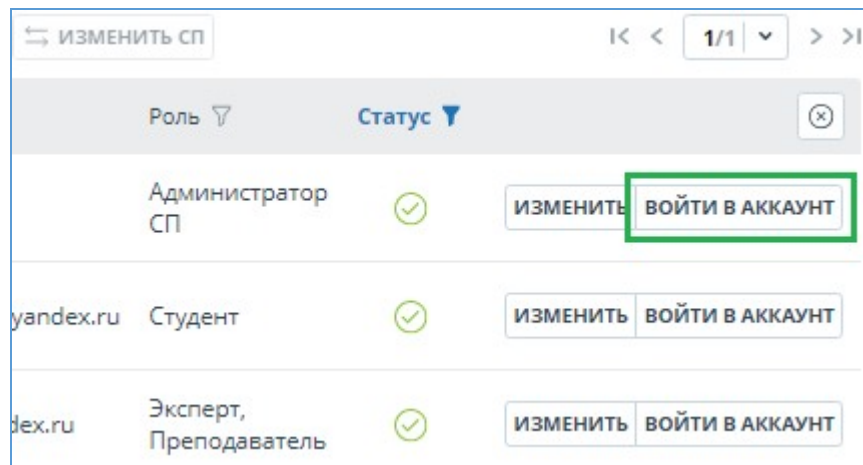 ИЗМЕНИТЬ СП
1/1
Роль Статус
Администратор
СП
ИЗМЕНИТЬ ВОЙТИ В АККАУНТ
yandex.ru Студент ИЗМЕНИТЬ ВОЙТИ В АККАУНТ
dex.ru
Эксперт,
Преподаватель
ИЗМЕНИТЬ ВОЙТИ В АККАУНТ